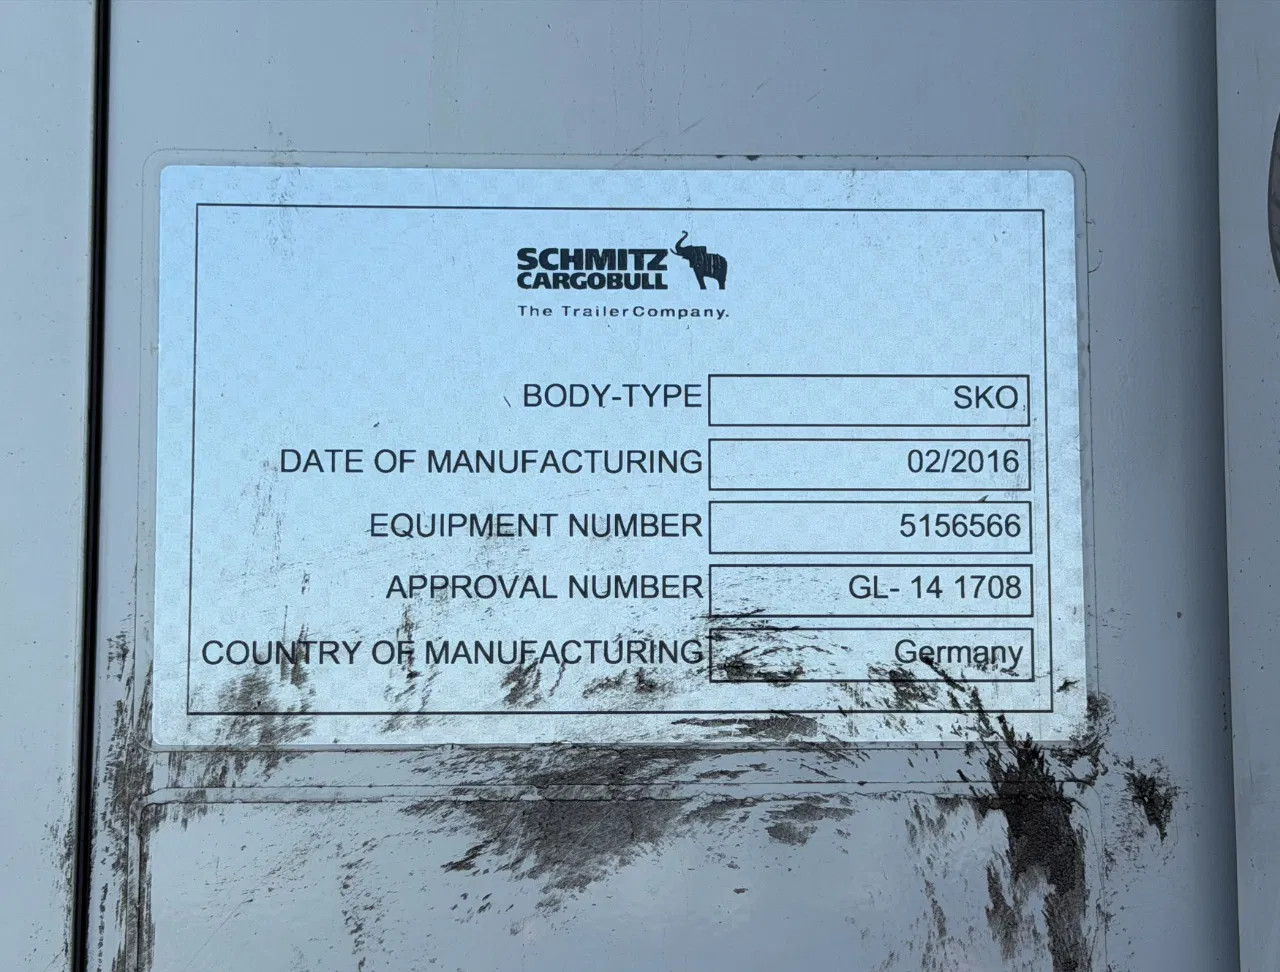 SCHMITZ
CARGOBULL
The TrailerCompany.
BODY-TYPE SKO
DATE OF MANUFACTURING 02/2016
EQUIPMENT NUMBER 5156566
APPROVAL NUMBER GL- 14 1708
COUNTRY OF MANUFACTURING Germany